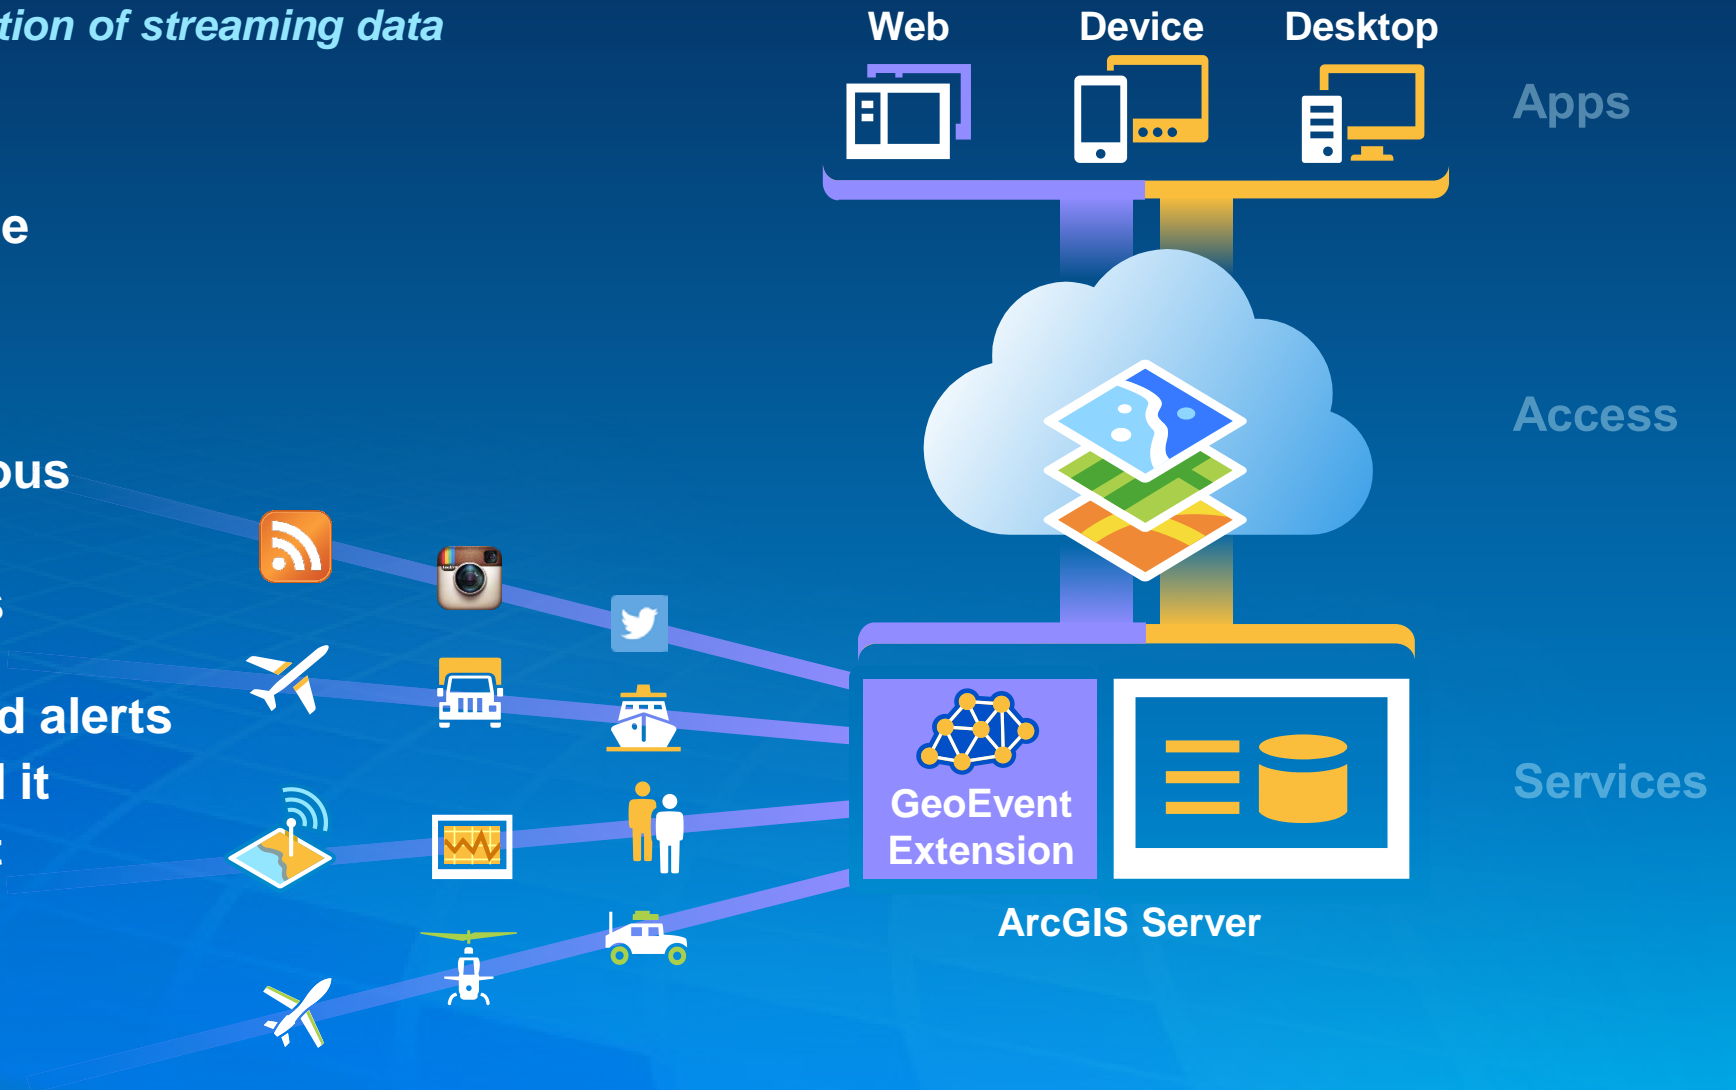 tion of streaming data
e
ous
s
d alerts
l it
t
Web
Device
Desktop
Apps
Access
Services
GeoEvent
Extension
ArcGIS Server